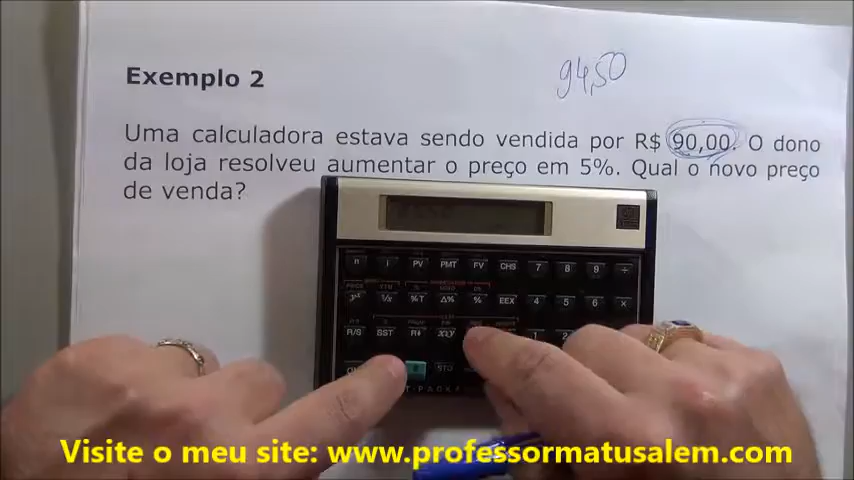 Exemplo 2
94,50
Uma calculadora estava sendo vendida por R$ 90,00. O dono
da loja resolveu aumentar o preço em 5%. Qual o novo preço
de venda?
n i PV PMT FV CHS 7 8 9 ÷
yˣ 1/x %T Δ% % EEX 4 5 6 ×
R/S SST R↓ x≷y 1 2
STO
Visite o meu site: www.professormatusalem.com